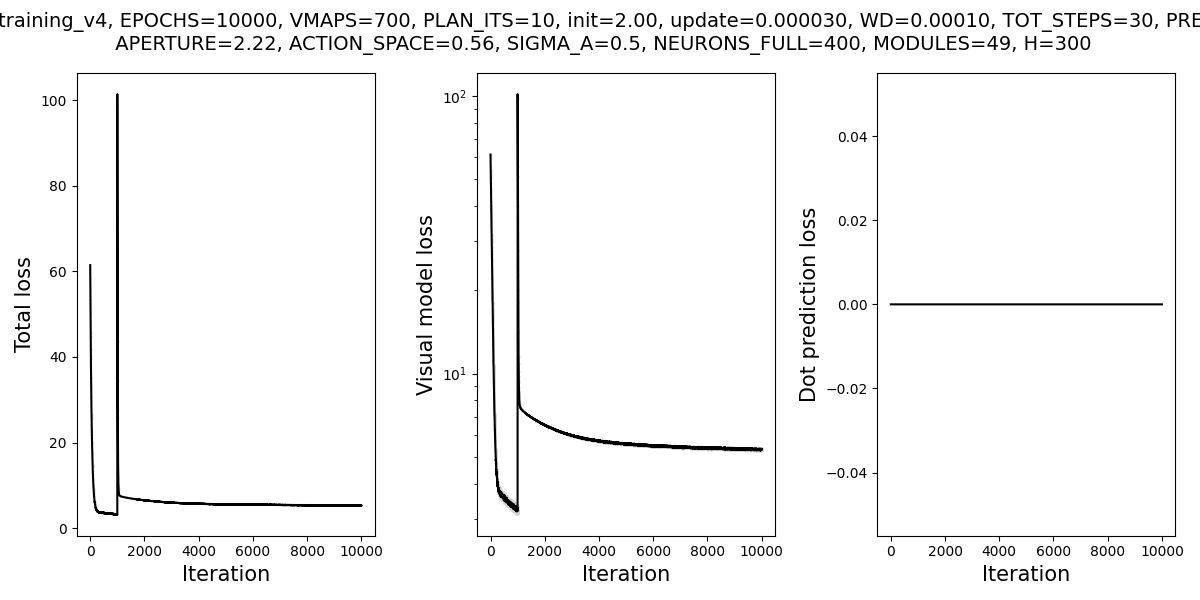 training_v4, EPOCHS=10000, VMAPS=700, PLAN_ITS=10, init=2.00, update=0.000030, WD=0.00010, TOT_STEPS=30, PRE
APERTURE=2.22, ACTION_SPACE=0.56, SIGMA_A=0.5, NEURONS_FULL=400, MODULES=49, H=300
Total loss
100
80
60
40
20
0
0 2000 4000 6000 8000 10000
Iteration
Visual model loss
10²
10¹
0 2000 4000 6000 8000 10000
Iteration
Dot prediction loss
0.04
0.02
0.00
−0.02
−0.04
0 2000 4000 6000 8000 10000
Iteration